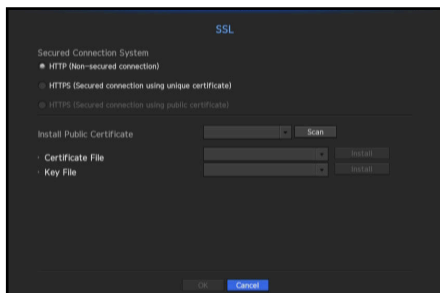 SSL
Secured Connection System
HTTP (Non-secured connection)
HTTPS (Secured connection using unique certificate)
HTTPS (Secured connection using public certificate)
Install Public Certificate
Scan
· Certificate File
Install
· Key File
Install
OK
Cancel